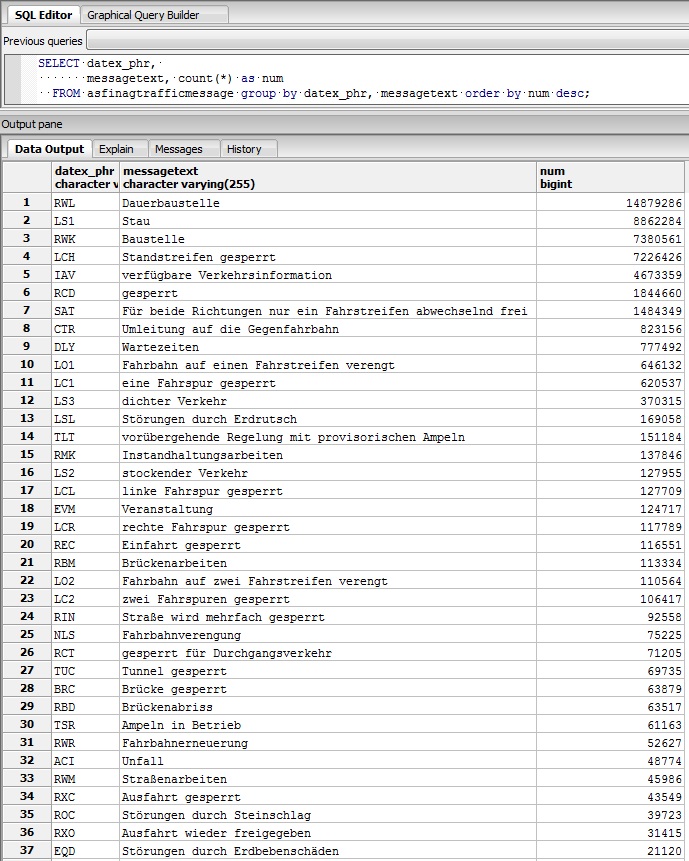 SQL Editor Graphical Query Builder
Previous queries
SELECT datex_phr,
messagetext, count(*) as num
FROM asfinagtrafficmessage group by datex_phr, messagetext order by num desc;
Output pane
Data Output Explain Messages History
datex_phr messagetext num
character v character varying(255) bigint
1 RWL Dauerbaustelle 14879286
2 LS1 Stau 8862284
3 RWK Baustelle 7380561
4 LCH Standstreifen gesperrt 7226426
5 IAV verfügbare Verkehrsinformation 4673359
6 RCD gesperrt 1844660
7 SAT Für beide Richtungen nur ein Fahrstreifen abwechselnd frei 1484349
8 CTR Umleitung auf die Gegenfahrbahn 823156
9 DLY Wartezeiten 777492
10 LO1 Fahrbahn auf einen Fahrstreifen verengt 646132
11 LC1 eine Fahrspur gesperrt 620537
12 LS3 dichter Verkehr 370315
13 LSL Störungen durch Erdrutsch 169058
14 TLT vorübergehende Regelung mit provisorischen Ampeln 151184
15 RMK Instandhaltungsarbeiten 137846
16 LS2 stockender Verkehr 127955
17 LCL linke Fahrspur gesperrt 127709
18 EVM Veranstaltung 124717
19 LCR rechte Fahrspur gesperrt 117789
20 REC Einfahrt gesperrt 116551
21 RBM Brückenarbeiten 113334
22 LO2 Fahrbahn auf zwei Fahrstreifen verengt 110564
23 LC2 zwei Fahrspuren gesperrt 106417
24 RIN Straße wird mehrfach gesperrt 92558
25 NLS Fahrbahnverengung 75225
26 RCT gesperrt für Durchgangsverkehr 71205
27 TUC Tunnel gesperrt 69735
28 BRC Brücke gesperrt 63879
29 RBD Brückenabriss 63517
30 TSR Ampeln in Betrieb 61163
31 RWR Fahrbahnerneuerung 52627
32 ACI Unfall 48774
33 RWM Straßenarbeiten 45986
34 RXC Ausfahrt gesperrt 43549
35 ROC Störungen durch Steinschlag 39723
36 RXO Ausfahrt wieder freigegeben 31415
37 EQD Störungen durch Erdbebenschäden 21120